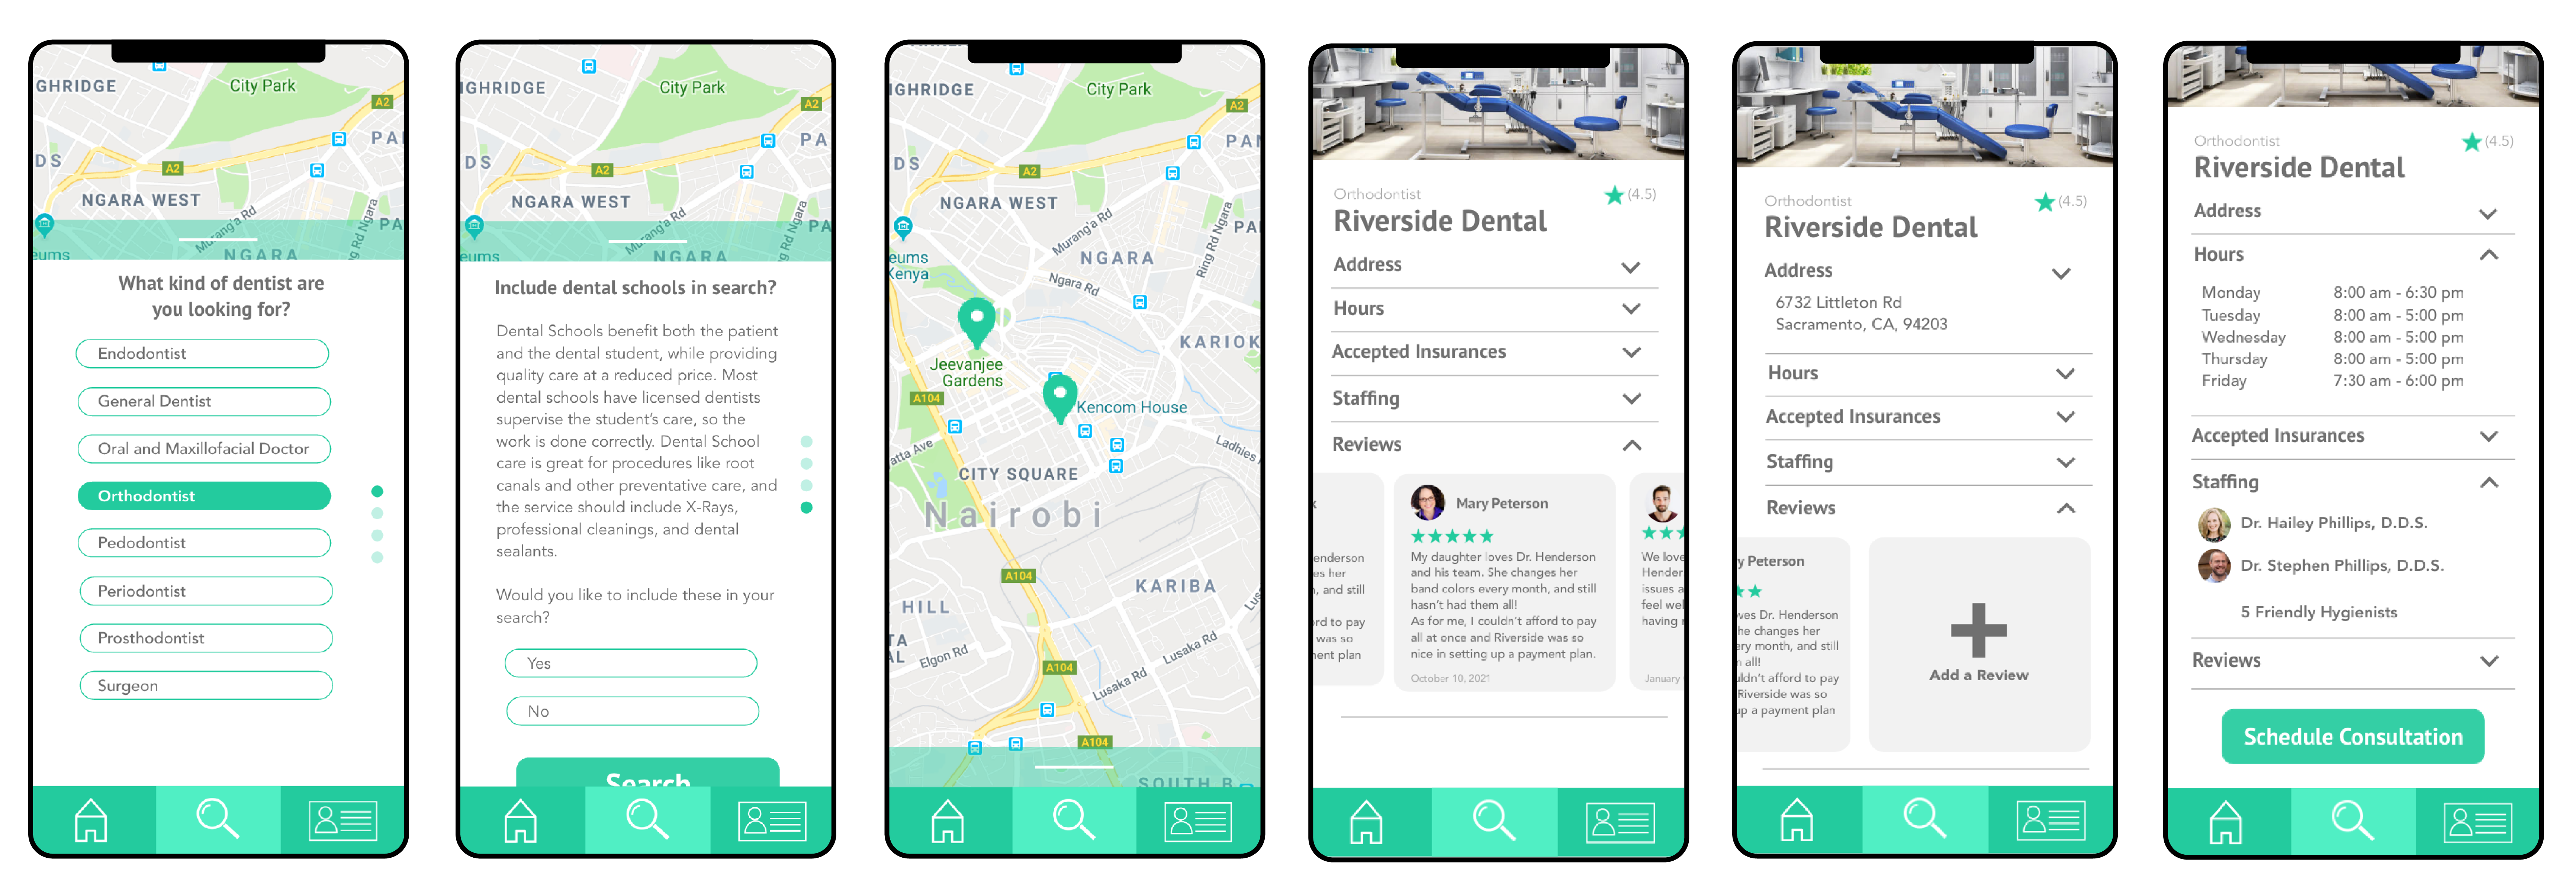 GHRIDGE
City Park
A2
PA
DS
A2
NGARA WEST
Murang'a Rd
Ring Rd Ngara
PA
eums
NGARA
What kind of dentist are
you looking for?
Endodontist
General Dentist
Oral and Maxillofacial Doctor
Orthodontist
Pedodontist
Periodontist
Prosthodontist
Surgeon
IGHRIDGE
City Park
A2
PA
DS
A2
NGARA WEST
Murang'a Rd
Rd Ngara
PA
eums
NGARA
Include dental schools in search?
Dental Schools benefit both the patient
and the dental student, while providing
quality care at a reduced price. Most
dental schools have licensed dentists
supervise the student's care, so the
work is done correctly. Dental School
care is great for procedures like root
canals and other preventative care, and
the service should include X-Rays,
professional cleanings, and dental
sealants.
Would you like to include these in your
search?
Yes
No
Search
IGHRIDGE
City Park
A2
PAN
DS
A2
NGARA WEST
Murang'a Rd
Ring Rd Ngara
PA
eums
Kenya
NGARA
Ngara Rd
KARIOK
Jeevanjee
Gardens
A104
Kencom House
atta Ave
Ladhies
CITY SQUARE
Nairobi
A104
KARIBA
HILL
Lus
TA
AL
Elgon Rd
Lusaka Rd
A104
Lusaka Rd
A104
SOUTH B
Orthodontist
(4.5)
Riverside Dental
Address
Hours
Accepted Insurances
Staffing
Reviews
k
enderson
es her
, and still
ord to pay
was so
ment plan
Mary Peterson
My daughter loves Dr. Henderson
and his team. She changes her
band colors every month, and still
hasn't had them all!
As for me, I couldn't afford to pay
all at once and Riverside was so
nice in setting up a payment plan.
October 10, 2021
We love
Hender
issues a
feel wel
having
January
Orthodontist
(4.5)
Riverside Dental
Address
6732 Littleton Rd
Sacramento, CA, 94203
Hours
Accepted Insurances
Staffing
Reviews
y Peterson
ves Dr. Henderson
he changes her
ery month, and still
all!
uldn't afford to pay
Riverside was so
up a payment plan
Add a Review
Orthodontist
(4.5)
Riverside Dental
Address
Hours
Monday 8:00 am - 6:30 pm
Tuesday 8:00 am - 5:00 pm
Wednesday 8:00 am - 5:00 pm
Thursday 8:00 am - 5:00 pm
Friday 7:30 am - 6:00 pm
Accepted Insurances
Staffing
Dr. Hailey Phillips, D.D.S.
Dr. Stephen Phillips, D.D.S.
5 Friendly Hygienists
Reviews
Schedule Consultation